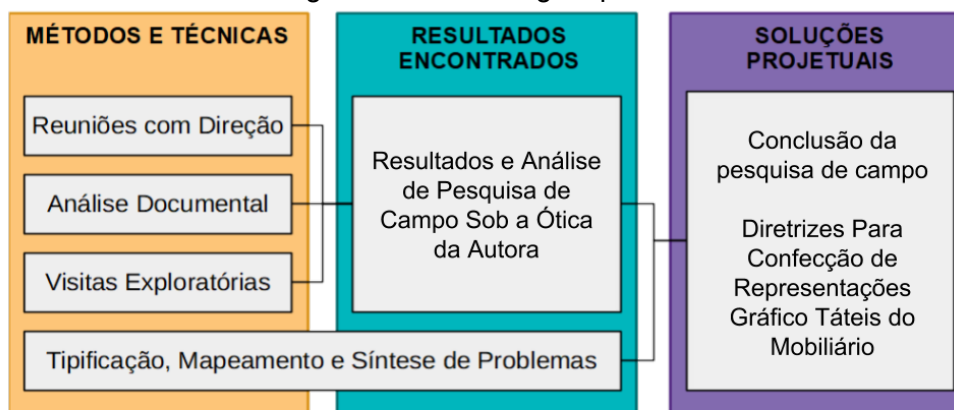 MÉTODOS E TÉCNICAS
Reuniões com Direção
Análise Documental
Visitas Exploratórias
Tipificação, Mapeamento e Síntese de Problemas
RESULTADOS
ENCONTRADOS
Resultados e Análise
de Pesquisa de
Campo Sob a Ótica
da Autora
SOLUÇÕES
PROJETUAIS
Conclusão da
pesquisa de campo
Diretrizes Para
Confecção de
Representações
Gráfico Táteis do
Mobiliário